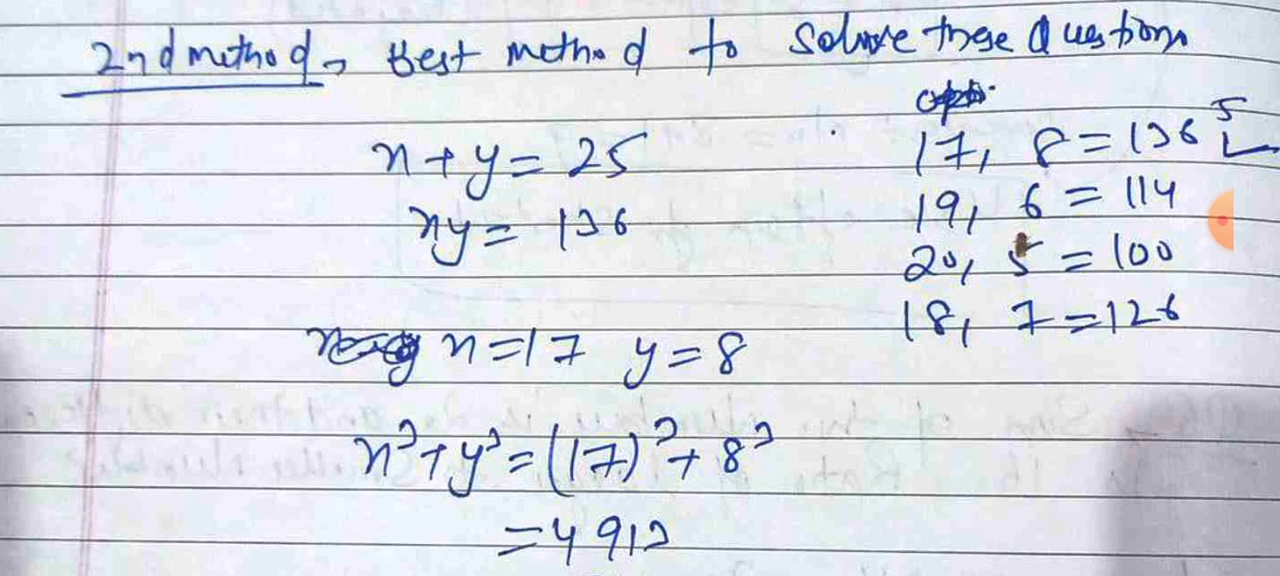 2nd method → Best method to solve these Questions
x + y = 25
xy = 136
17, 8 = 136
19, 6 = 114
20, 5 = 100
18, 7 = 126
x = 17 y = 8
x³ + y³ = (17)³ + 8³
= 4913